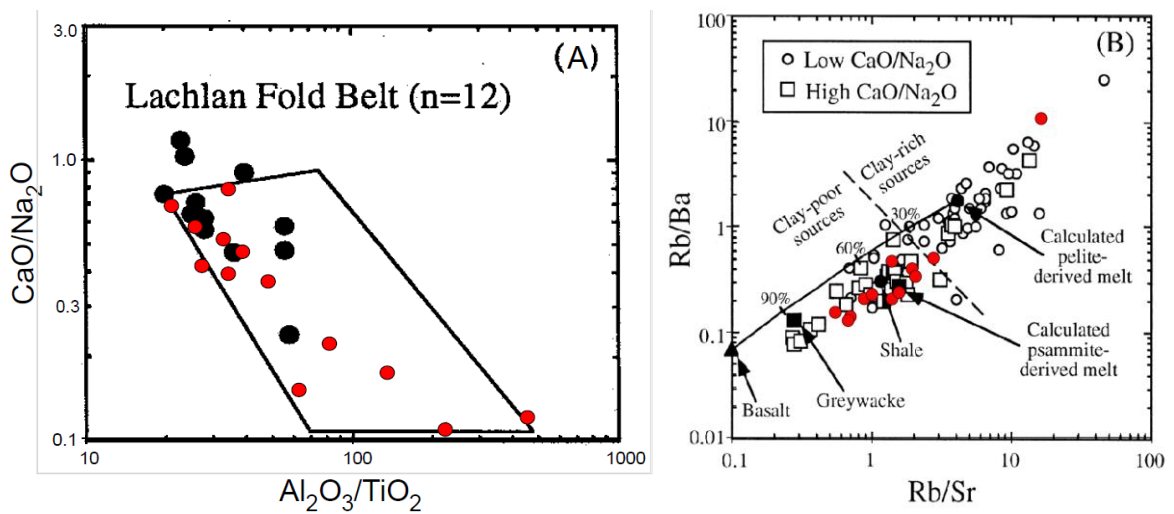 (A)
Lachlan Fold Belt (n=12)
3.0
1.0
0.3
0.1
CaO/Na₂O
10
100
1000
Al₂O₃/TiO₂
(B)
Low CaO/Na₂O
High CaO/Na₂O
100
10
1
0.1
0.01
Rb/Ba
Clay-rich
sources
Clay-poor
sources
30%
60%
90%
Calculated
pelite-
derived melt
Calculated
psammite-
derived melt
Shale
Greywacke
Basalt
0.1
1
10
100
Rb/Sr